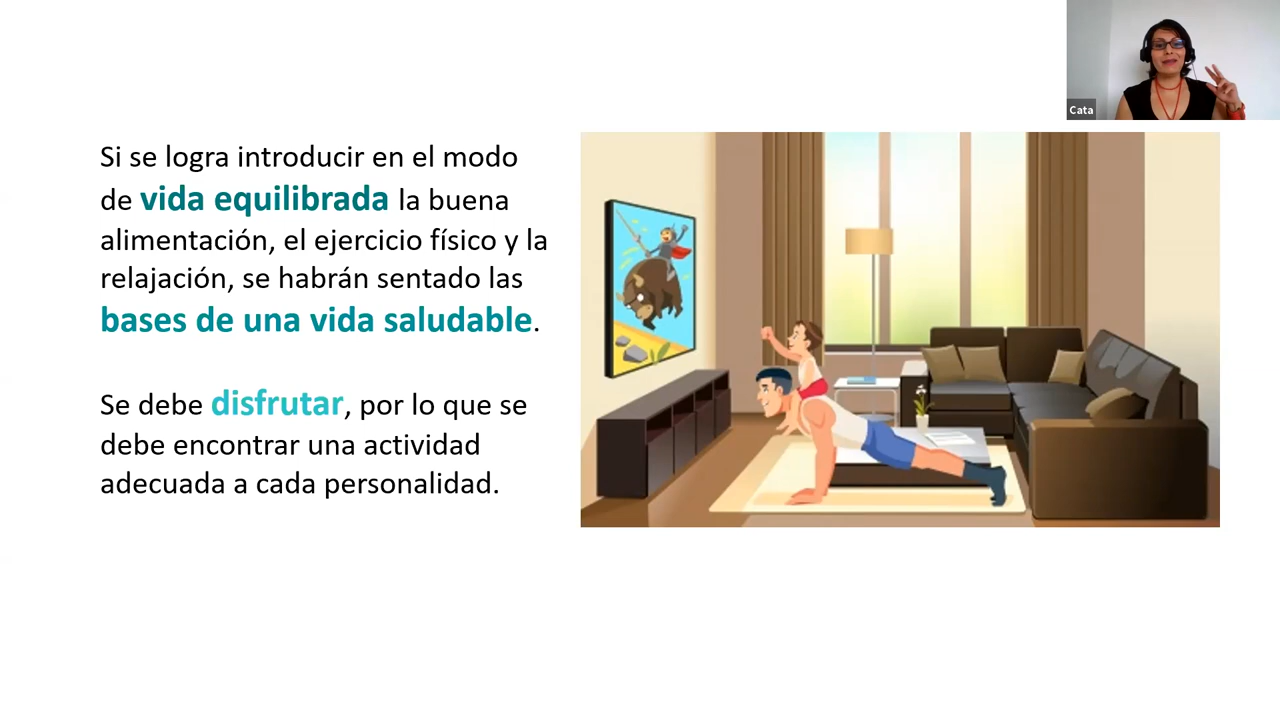 Cata
Si se logra introducir en el modo
de vida equilibrada la buena
alimentación, el ejercicio físico y la
relajación, se habrán sentado las
bases de una vida saludable.
Se debe disfrutar, por lo que se
debe encontrar una actividad
adecuada a cada personalidad.